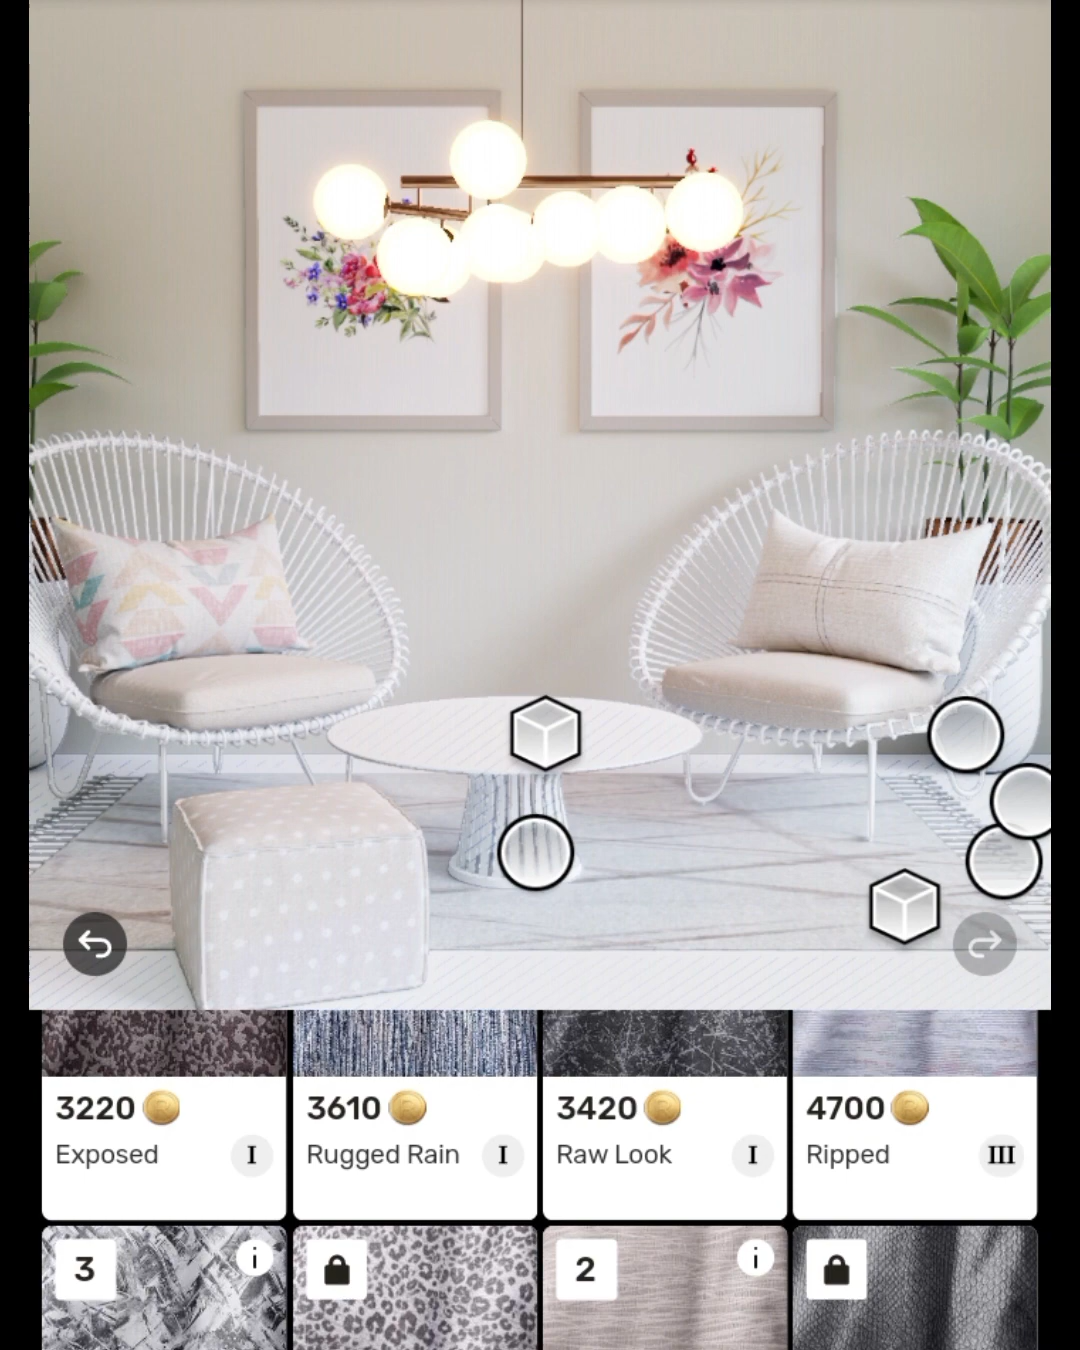 3220
3610
3420
4700
Exposed I
Rugged Rain I
Raw Look I
Ripped III
3 i
2 i